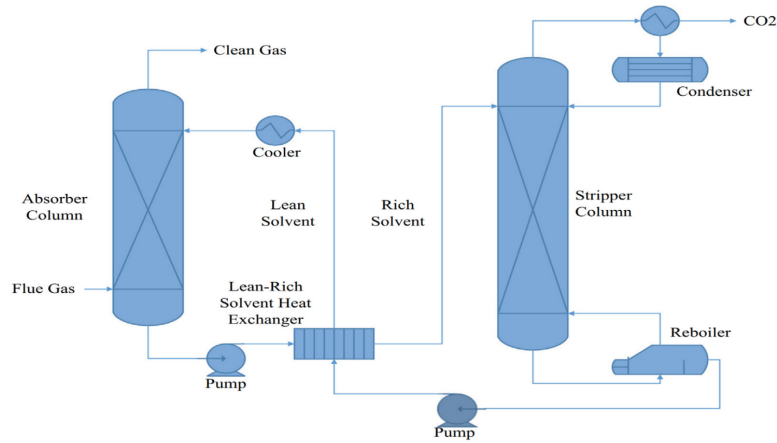 Clean Gas
CO2
Condenser
Cooler
Absorber
Column
Lean
Solvent
Rich
Solvent
Stripper
Column
Flue Gas
Lean-Rich
Solvent Heat
Exchanger
Reboiler
Pump
Pump